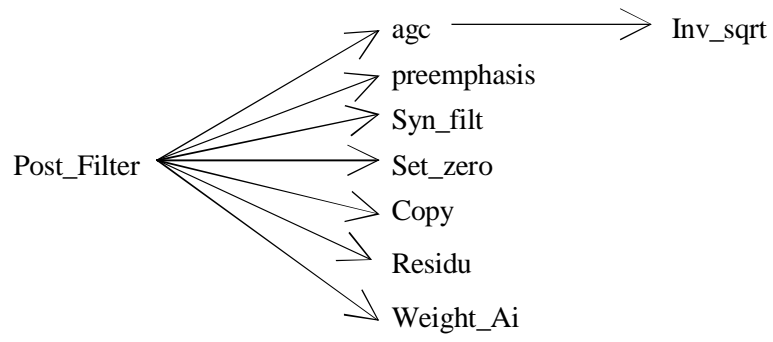 agc
Inv_sqrt
preemphasis
Syn_filt
Post_Filter
Set_zero
Copy
Residu
Weight_Ai